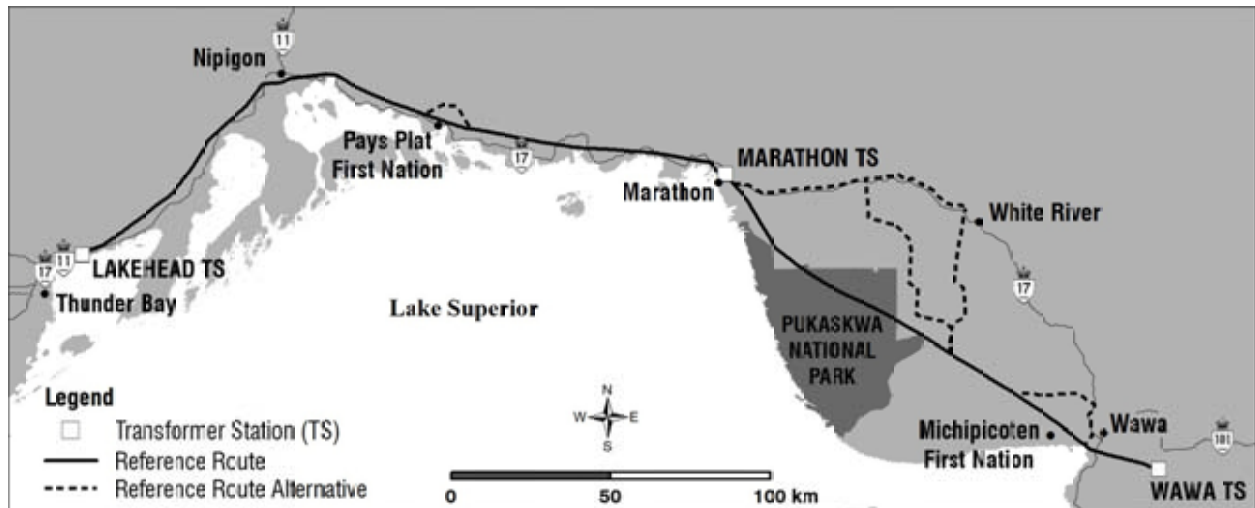 11
Nipigon
Pays Plat
First Nation
17
MARATHON TS
Marathon
White River
17
11
LAKEHEAD TS
17
Thunder Bay
Lake Superior
PUKASKWA
NATIONAL
PARK
Legend
Transformer Station (TS)
Reference Route
Reference Route Alternative
N
W E
S
0 50 100 km
Michipicoten
First Nation
Wawa
101
WAWA TS